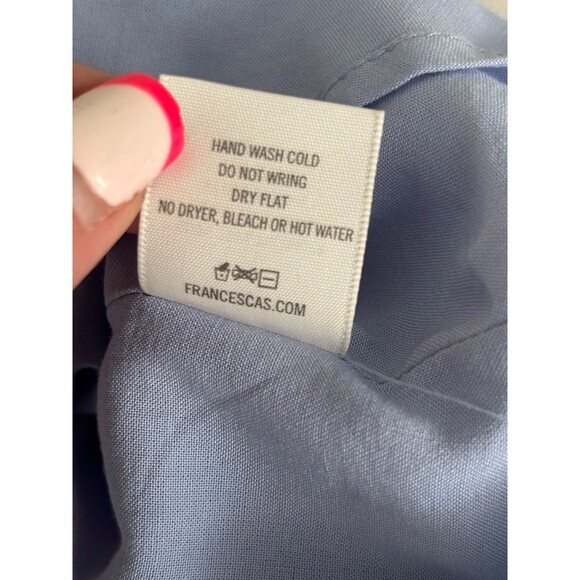 HAND WASH COLD
DO NOT WRING
DRY FLAT
NO DRYER, BLEACH OR HOT WATER
FRANCESCAS.COM